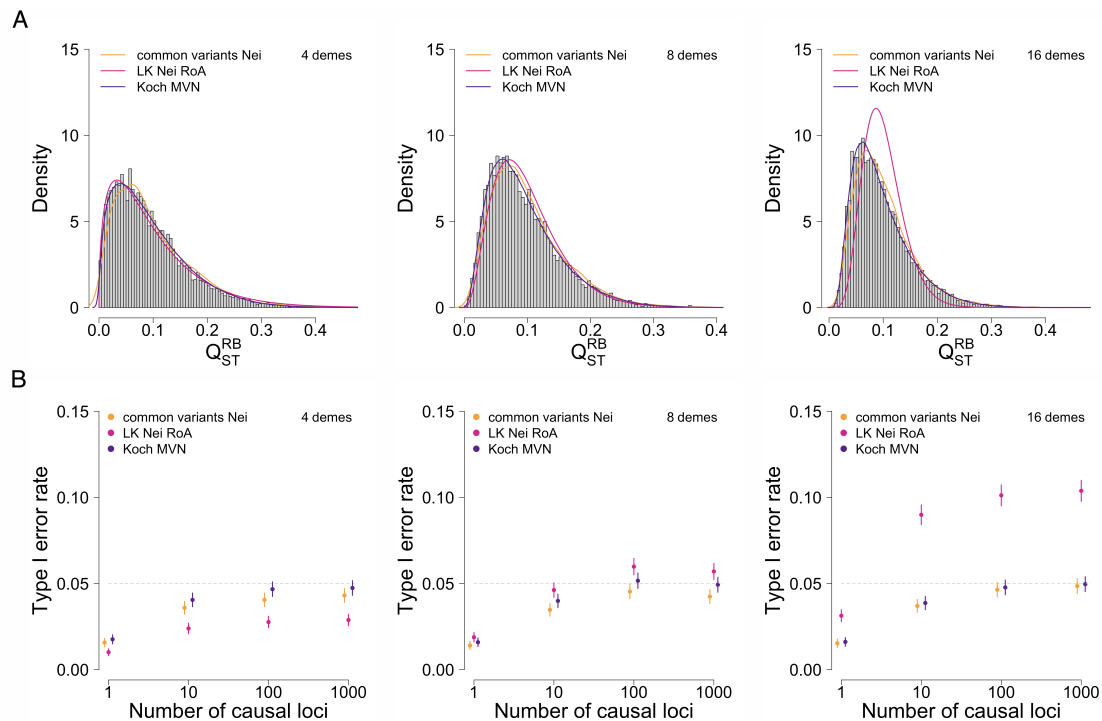 A
15
10
5
0
Density
common variants Nei
LK Nei RoA
Koch MVN
4 demes
0.0 0.1 0.2 0.3 0.4
Q_ST^RB
15
10
5
0
Density
common variants Nei
LK Nei RoA
Koch MVN
8 demes
0.0 0.1 0.2 0.3 0.4
Q_ST^RB
15
10
5
0
Density
common variants Nei
LK Nei RoA
Koch MVN
16 demes
0.0 0.1 0.2 0.3 0.4
Q_ST^RB
B
0.15
0.10
0.05
0.00
Type I error rate
common variants Nei
LK Nei RoA
Koch MVN
4 demes
1 10 100 1000
Number of causal loci
0.15
0.10
0.05
0.00
Type I error rate
common variants Nei
LK Nei RoA
Koch MVN
8 demes
1 10 100 1000
Number of causal loci
0.15
0.10
0.05
0.00
Type I error rate
common variants Nei
LK Nei RoA
Koch MVN
16 demes
1 10 100 1000
Number of causal loci